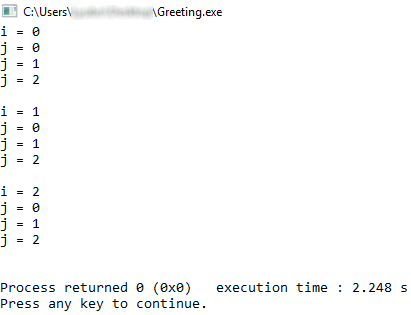 C:\Users\ \Greeting.exe
i = 0
j = 0
j = 1
j = 2
i = 1
j = 0
j = 1
j = 2
i = 2
j = 0
j = 1
j = 2
Process returned 0 (0x0)   execution time : 2.248 s
Press any key to continue.